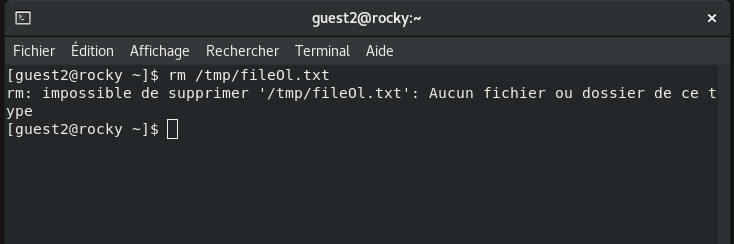 guest2@rocky:~
Fichier Édition Affichage Rechercher Terminal Aide
[guest2@rocky ~]$ rm /tmp/fileOl.txt
rm: impossible de supprimer '/tmp/fileOl.txt': Aucun fichier ou dossier de ce t
ype
[guest2@rocky ~]$